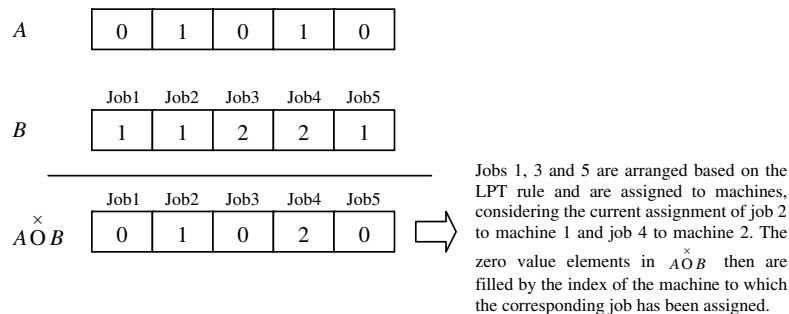 A 0 1 0 1 0
Job1 Job2 Job3 Job4 Job5
B 1 1 2 2 1
Job1 Job2 Job3 Job4 Job5
×
A O B 0 1 0 2 0
Jobs 1, 3 and 5 are arranged based on the
LPT rule and are assigned to machines,
considering the current assignment of job 2
to machine 1 and job 4 to machine 2. The
×
zero value elements in A O B then are
filled by the index of the machine to which
the corresponding job has been assigned.